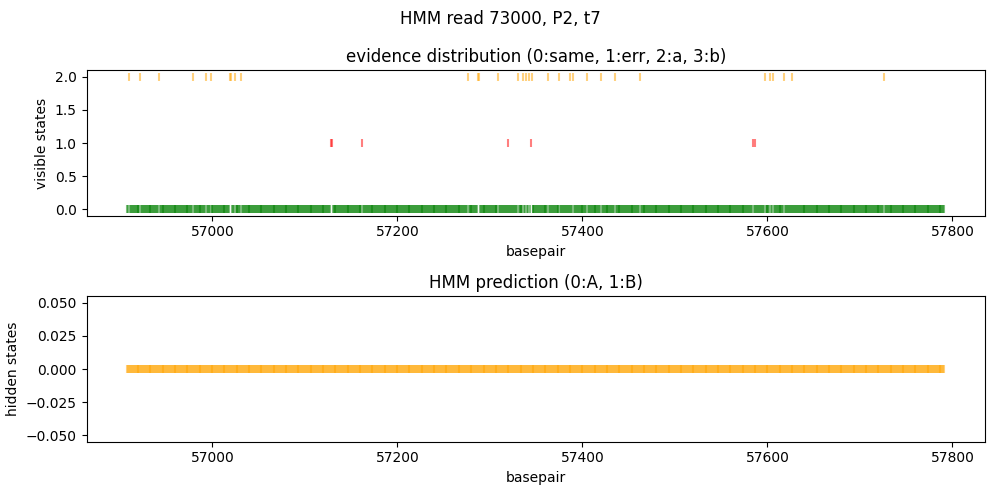 HMM read 73000, P2, t7
evidence distribution (0:same, 1:err, 2:a, 3:b)
visible states
2.0
1.5
1.0
0.5
0.0
57000 57200 57400 57600 57800
basepair
HMM prediction (0:A, 1:B)
hidden states
0.050
0.025
0.000
−0.025
−0.050
57000 57200 57400 57600 57800
basepair